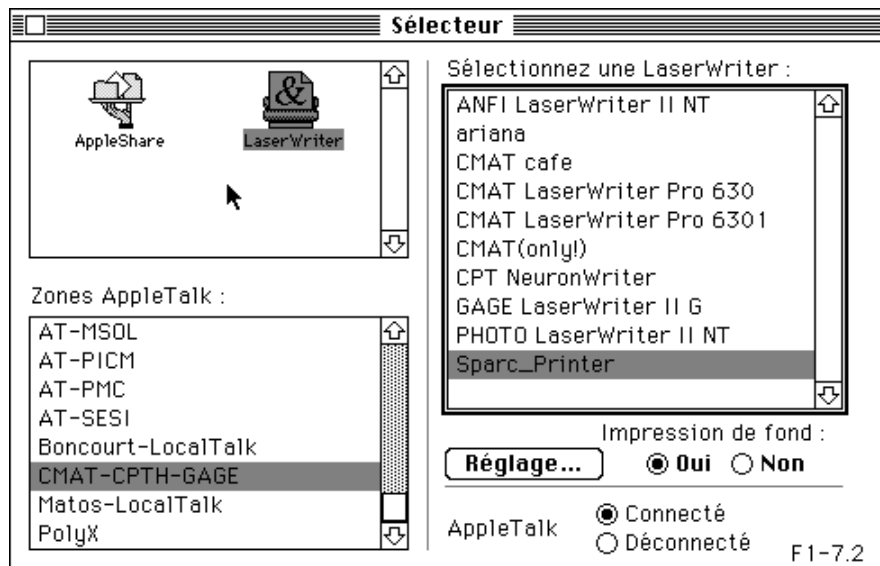 Sélecteur
AppleShare
LaserWriter
Zones AppleTalk :
AT-MSOL
AT-PICM
AT-PMC
AT-SESI
Boncourt-LocalTalk
CMAT-CPTH-GAGE
Matos-LocalTalk
PolyX
Sélectionnez une LaserWriter :
ANFI LaserWriter II NT
ariana
CMAT cafe
CMAT LaserWriter Pro 630
CMAT LaserWriter Pro 6301
CMAT(only!)
CPT NeuronWriter
GAGE LaserWriter II G
PHOTO LaserWriter II NT
Sparc_Printer
Impression de fond :
Réglage... Oui Non
AppleTalk
Connecté
Déconnecté
F1-7.2